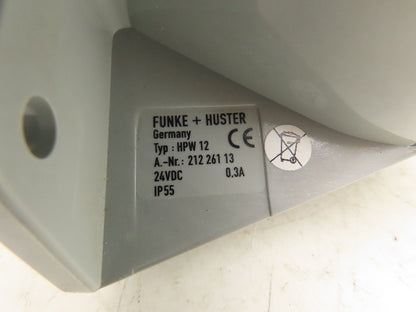 FUNKE + HUSTER
Germany CE
Typ : HPW 12
A.-Nr.: 212 261 13
24VDC 0.3A
IP55